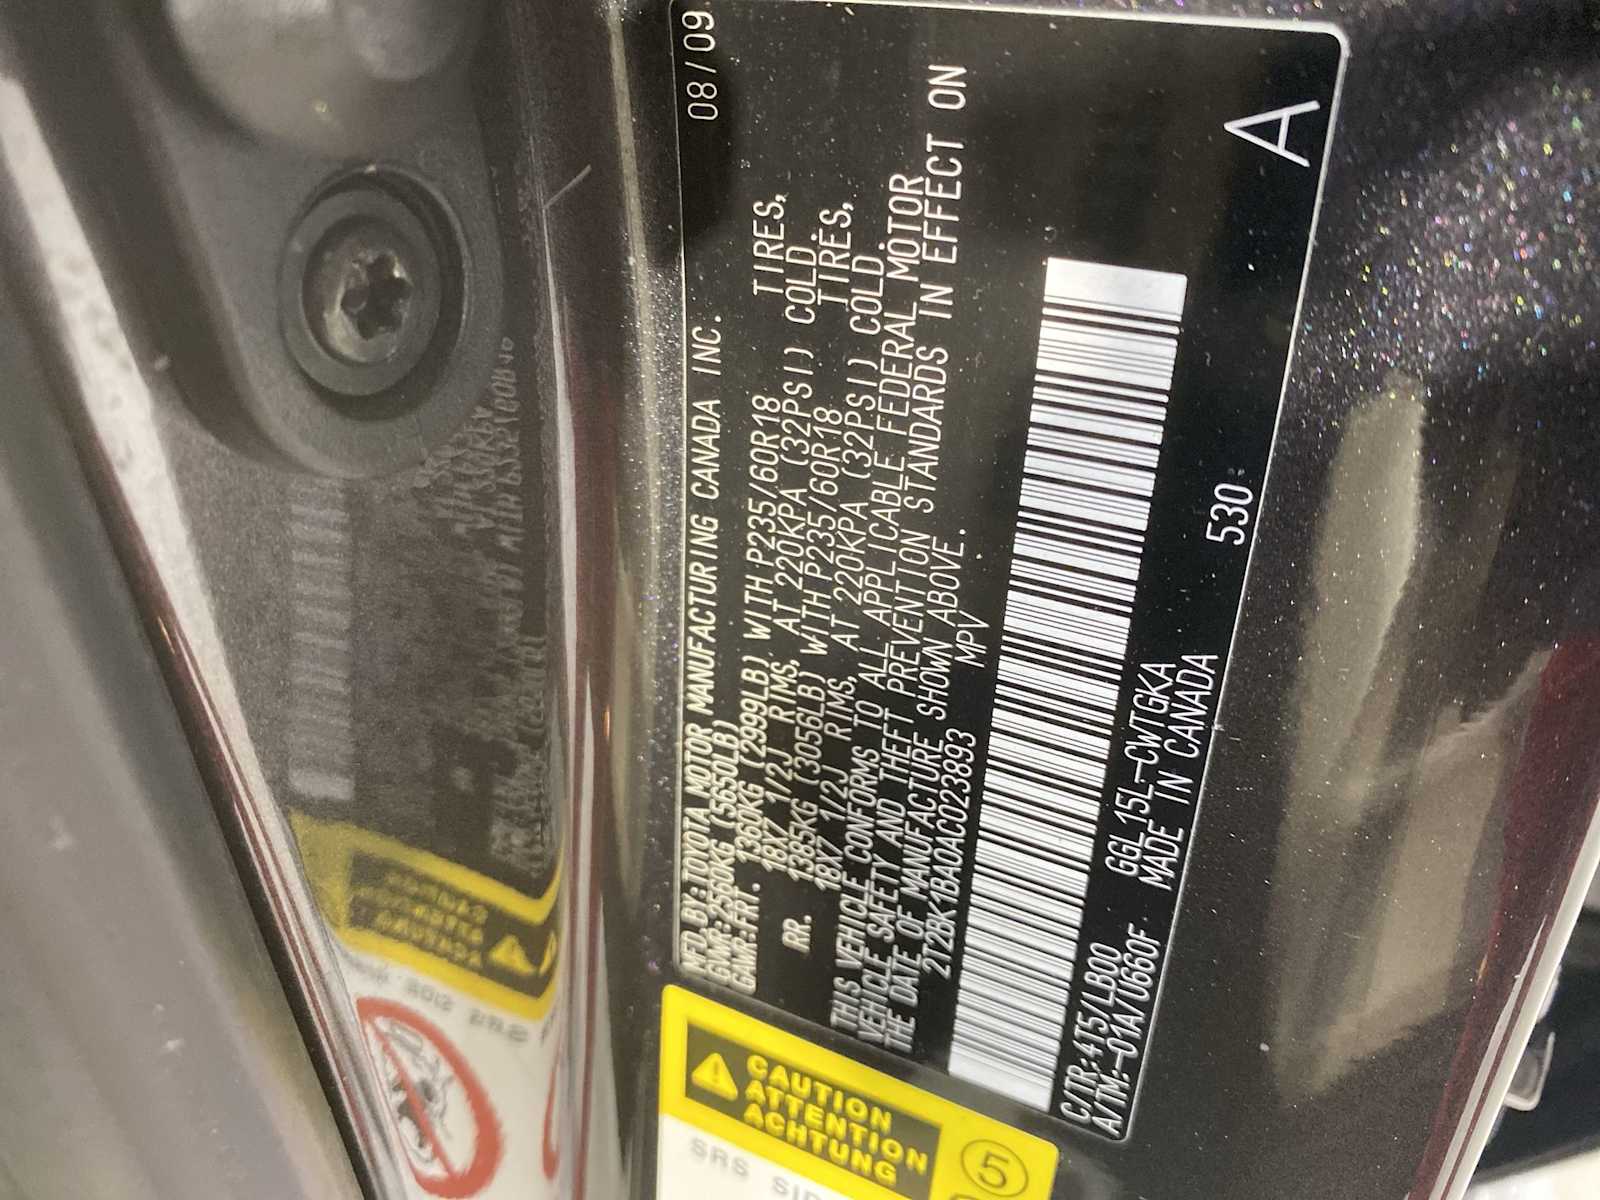 MFD.BY:TOYOTA MOTOR MANUFACTURING CANADA INC. 08/09
GVWR:2560KG (5650LB)
GAWR:FRT. 1360KG (2999LB) WITH P235/60R18 TIRES,
18X7 1/2J RIMS, AT 220KPA (32PSI) COLD.
RR. 1385KG (3056LB) WITH P235/60R18 TIRES,
18X7 1/2J RIMS, AT 220KPA (32PSI) COLD.
THIS VEHICLE CONFORMS TO ALL APPLICABLE FEDERAL MOTOR
VEHICLE SAFETY AND THEFT PREVENTION STANDARDS IN EFFECT ON
THE DATE OF MANUFACTURE SHOWN ABOVE.
2T2BK1BA0AC023893 MPV
C/TR:4T5/LB00 GGL15L-CWTGKA 530
A/TM:-01A/U660F MADE IN CANADA
A
CAUTION
ATTENTION
ACHTUNG
5
SRS SID